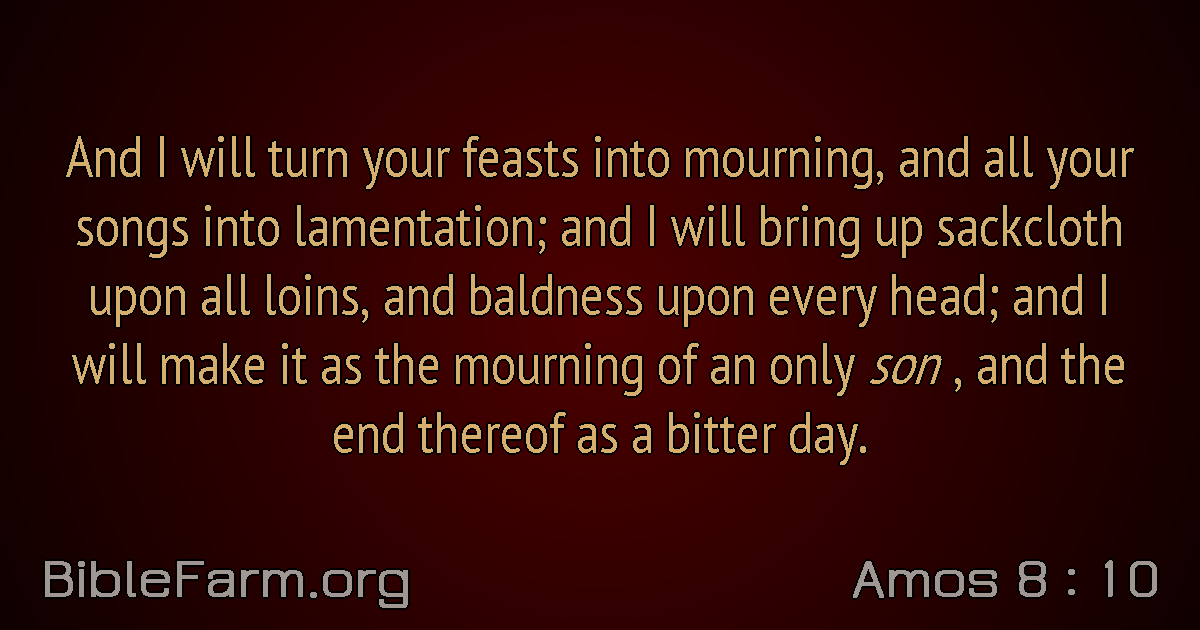 And I will turn your feasts into mourning, and all your
songs into lamentation; and I will bring up sackcloth
upon all loins, and baldness upon every head; and I
will make it as the mourning of an only son , and the
end thereof as a bitter day.
BibleFarm.org
Amos 8 : 10